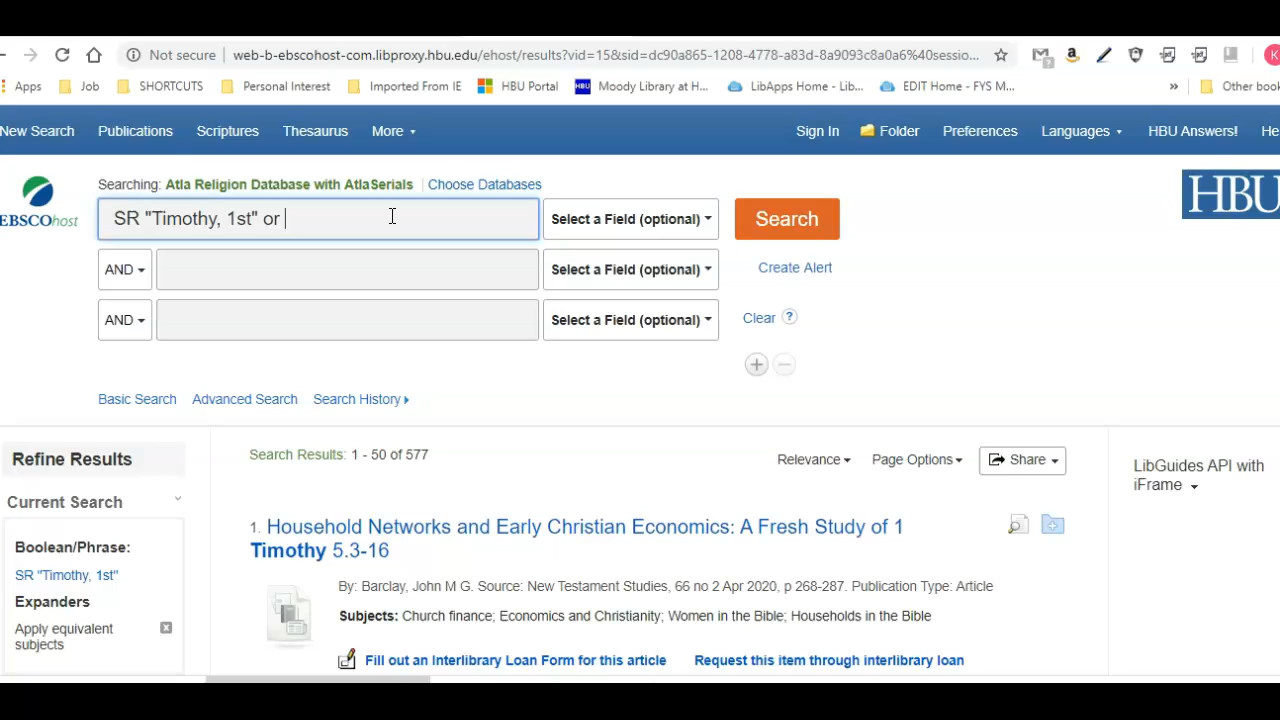 Not secure web-b-ebscohost-com.libproxy.hbu.edu/ehost/results?vid=15&sid=dc90a865-1208-4778-a83d-8a9093c8a0a6%40sessio...
Apps Job SHORTCUTS Personal Interest Imported From IE HBU Portal HBU Moody Library at H... LibApps Home - Lib... EDIT Home - FYS M... » Other book
New Search Publications Scriptures Thesaurus More Sign In Folder Preferences Languages HBU Answers! He
Searching: Atla Religion Database with AtlaSerials Choose Databases
EBSCOhost
SR "Timothy, 1st" or Select a Field (optional) Search
HBU
AND Select a Field (optional) Create Alert
AND Select a Field (optional) Clear ?
Basic Search Advanced Search Search History
Refine Results
Current Search
Boolean/Phrase:
SR "Timothy, 1st"
Expanders
Apply equivalent
subjects
Search Results: 1 - 50 of 577 Relevance Page Options Share
1. Household Networks and Early Christian Economics: A Fresh Study of 1
Timothy 5.3-16
By: Barclay, John M G. Source: New Testament Studies, 66 no 2 Apr 2020, p 268-287. Publication Type: Article
Subjects: Church finance; Economics and Christianity; Women in the Bible; Households in the Bible
Fill out an Interlibrary Loan Form for this article Request this item through interlibrary loan
LibGuides API with
iFrame